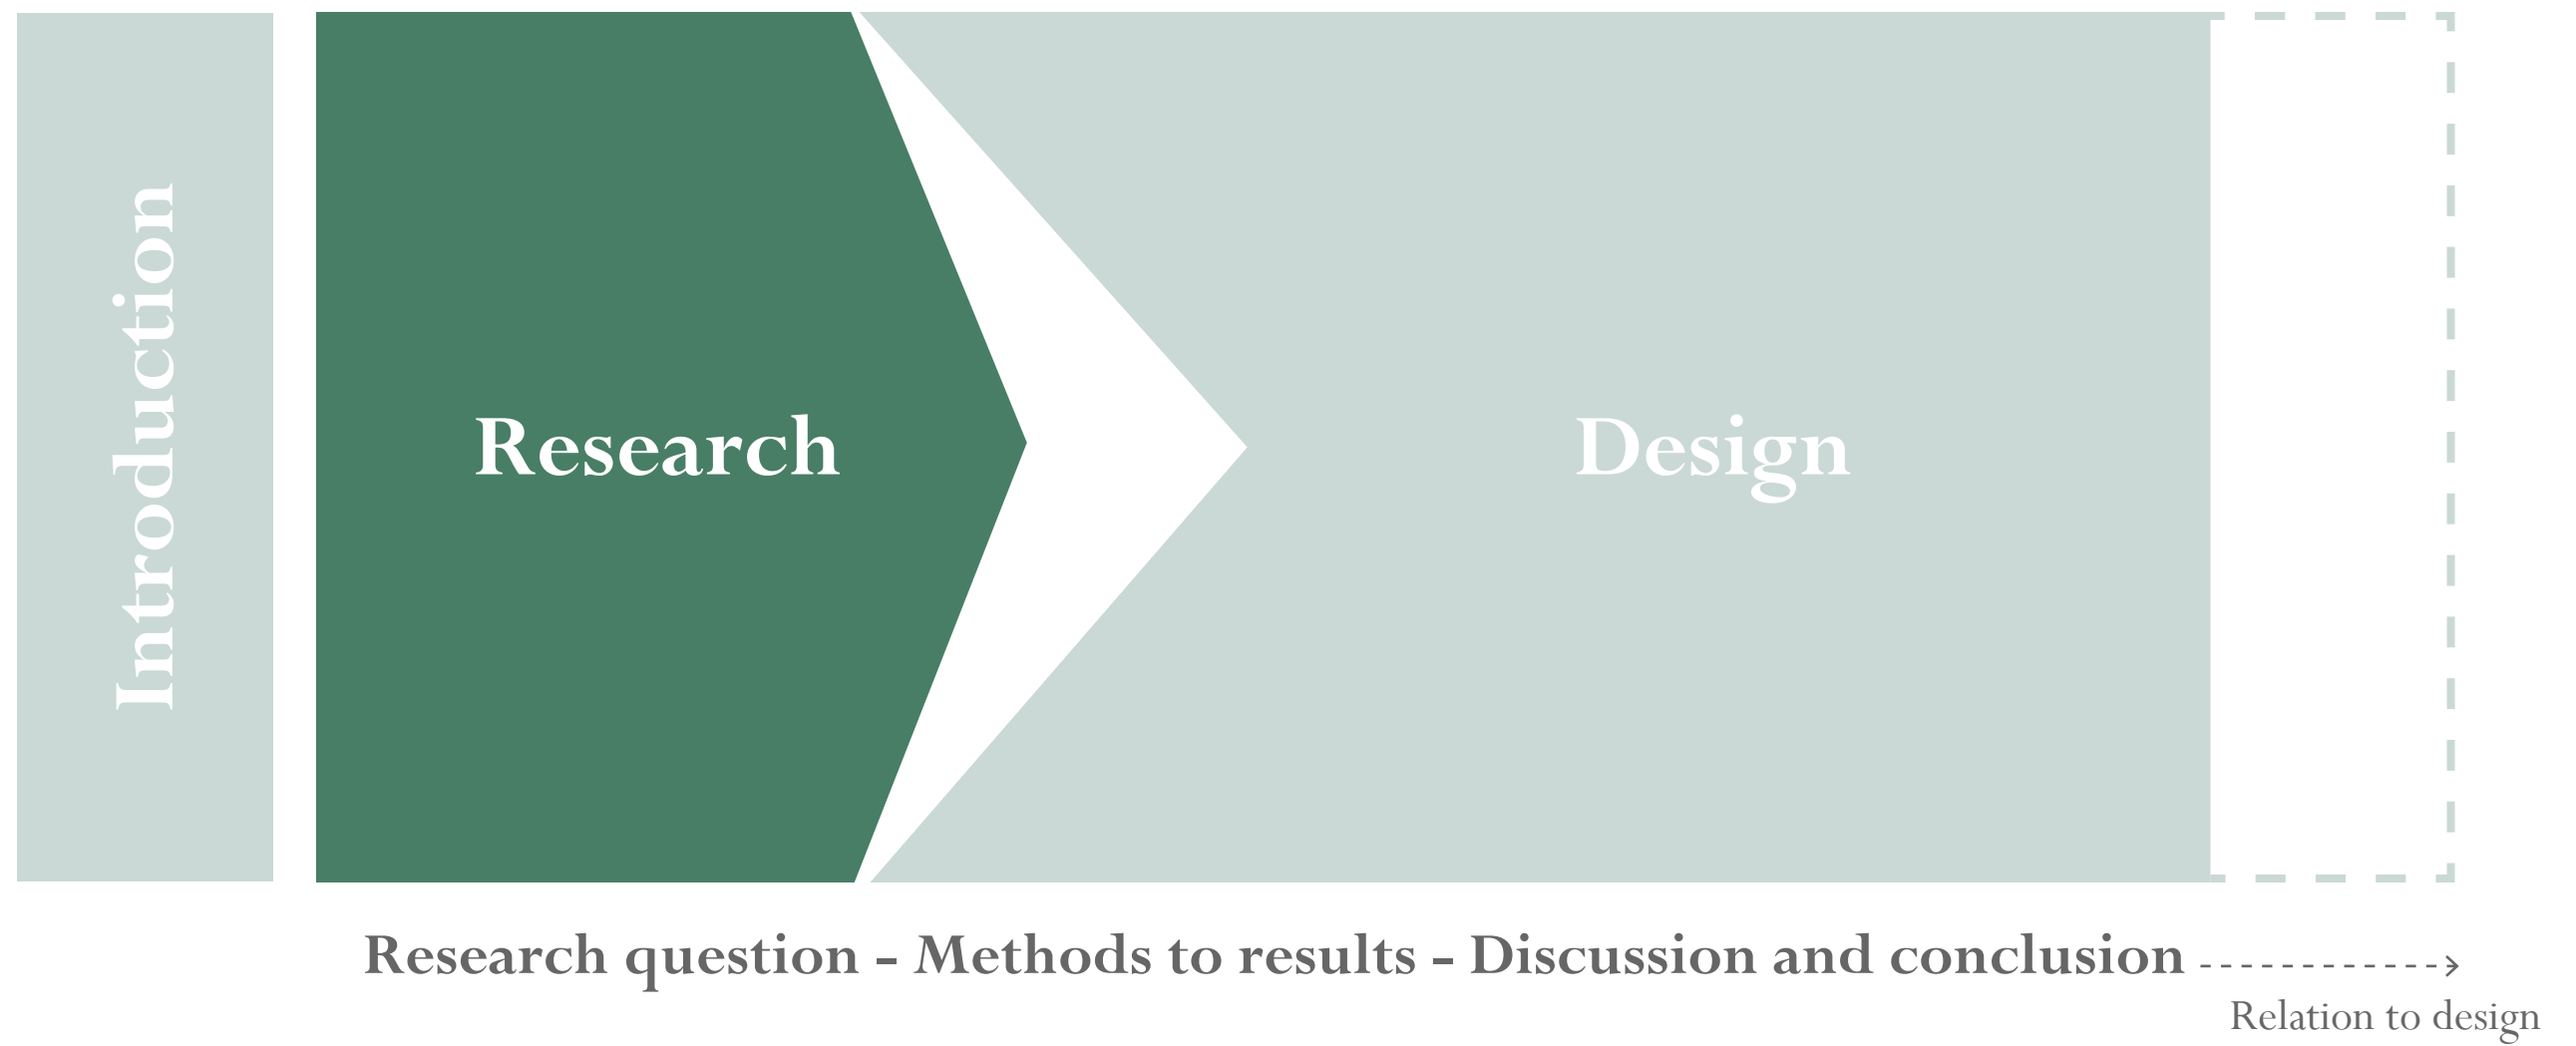 Introduction
Research
Design
Research question - Methods to results - Discussion and conclusion
Relation to design